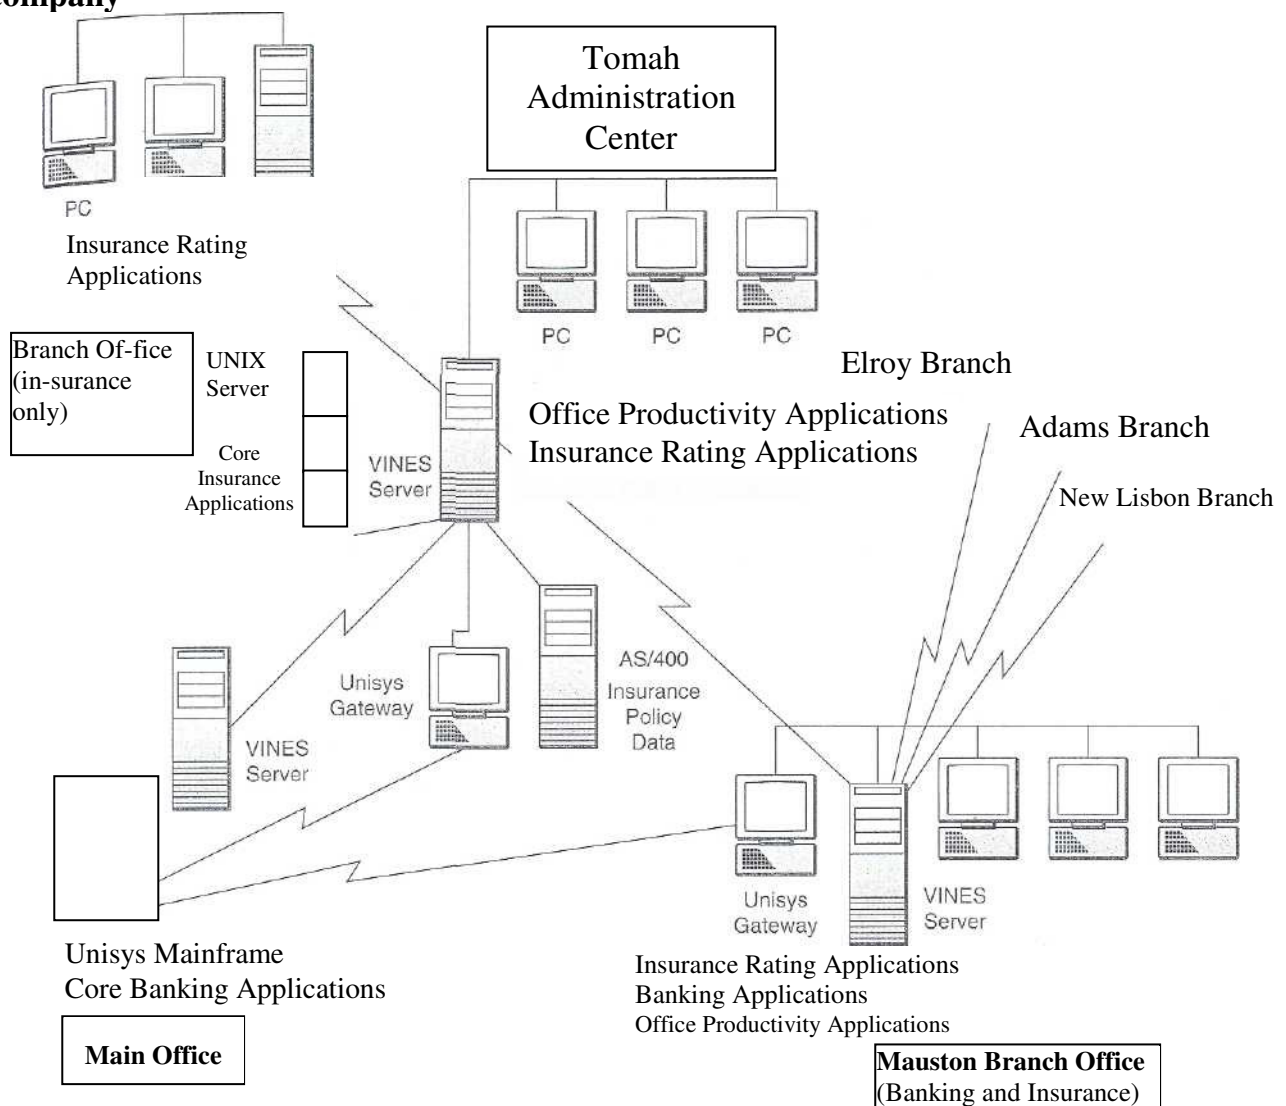 Company
Tomah
Administration
Center
PC
Insurance Rating
Applications
PC
PC
PC
Branch Of-fice
(in-surance
only)
UNIX
Server
Core
Insurance
Applications
VINES
Server
Elroy Branch
Office Productivity Applications
Insurance Rating Applications
Adams Branch
New Lisbon Branch
VINES
Server
Unisys
Gateway
AS/400
Insurance
Policy
Data
Unisys
Gateway
VINES
Server
Unisys Mainframe
Core Banking Applications
Main Office
Insurance Rating Applications
Banking Applications
Office Productivity Applications
Mauston Branch Office
(Banking and Insurance)